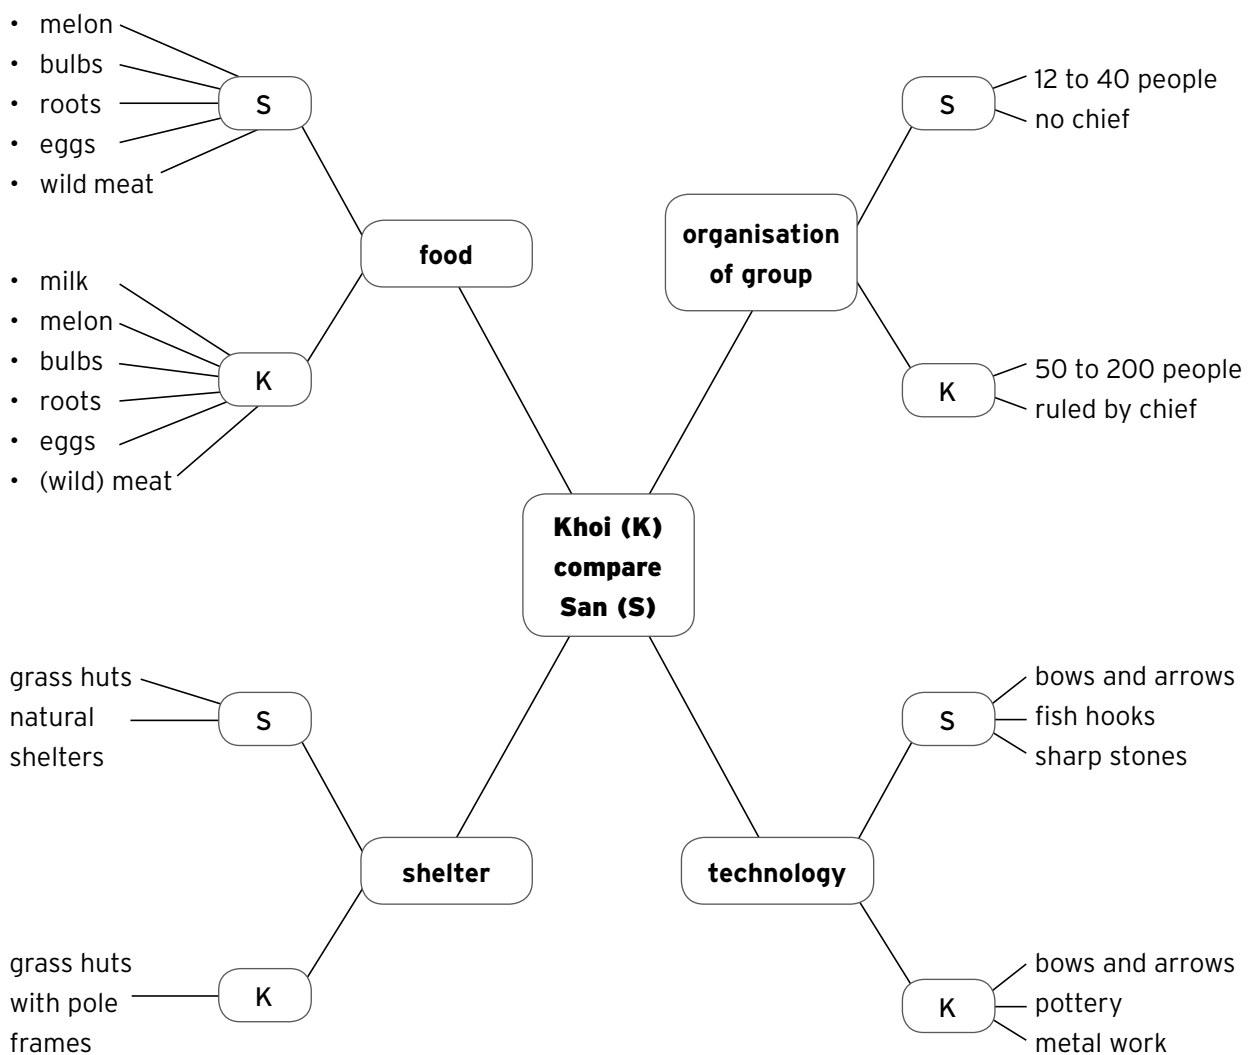 • melon
• bulbs
• roots
• eggs
• wild meat
S
food
• milk
• melon
• bulbs
• roots
• eggs
• (wild) meat
K
S
12 to 40 people
no chief
organisation
of group
K
50 to 200 people
ruled by chief
Khoi (K)
compare
San (S)
grass huts
natural
shelters
S
shelter
grass huts
with pole
frames
K
S
bows and arrows
fish hooks
sharp stones
technology
K
bows and arrows
pottery
metal work